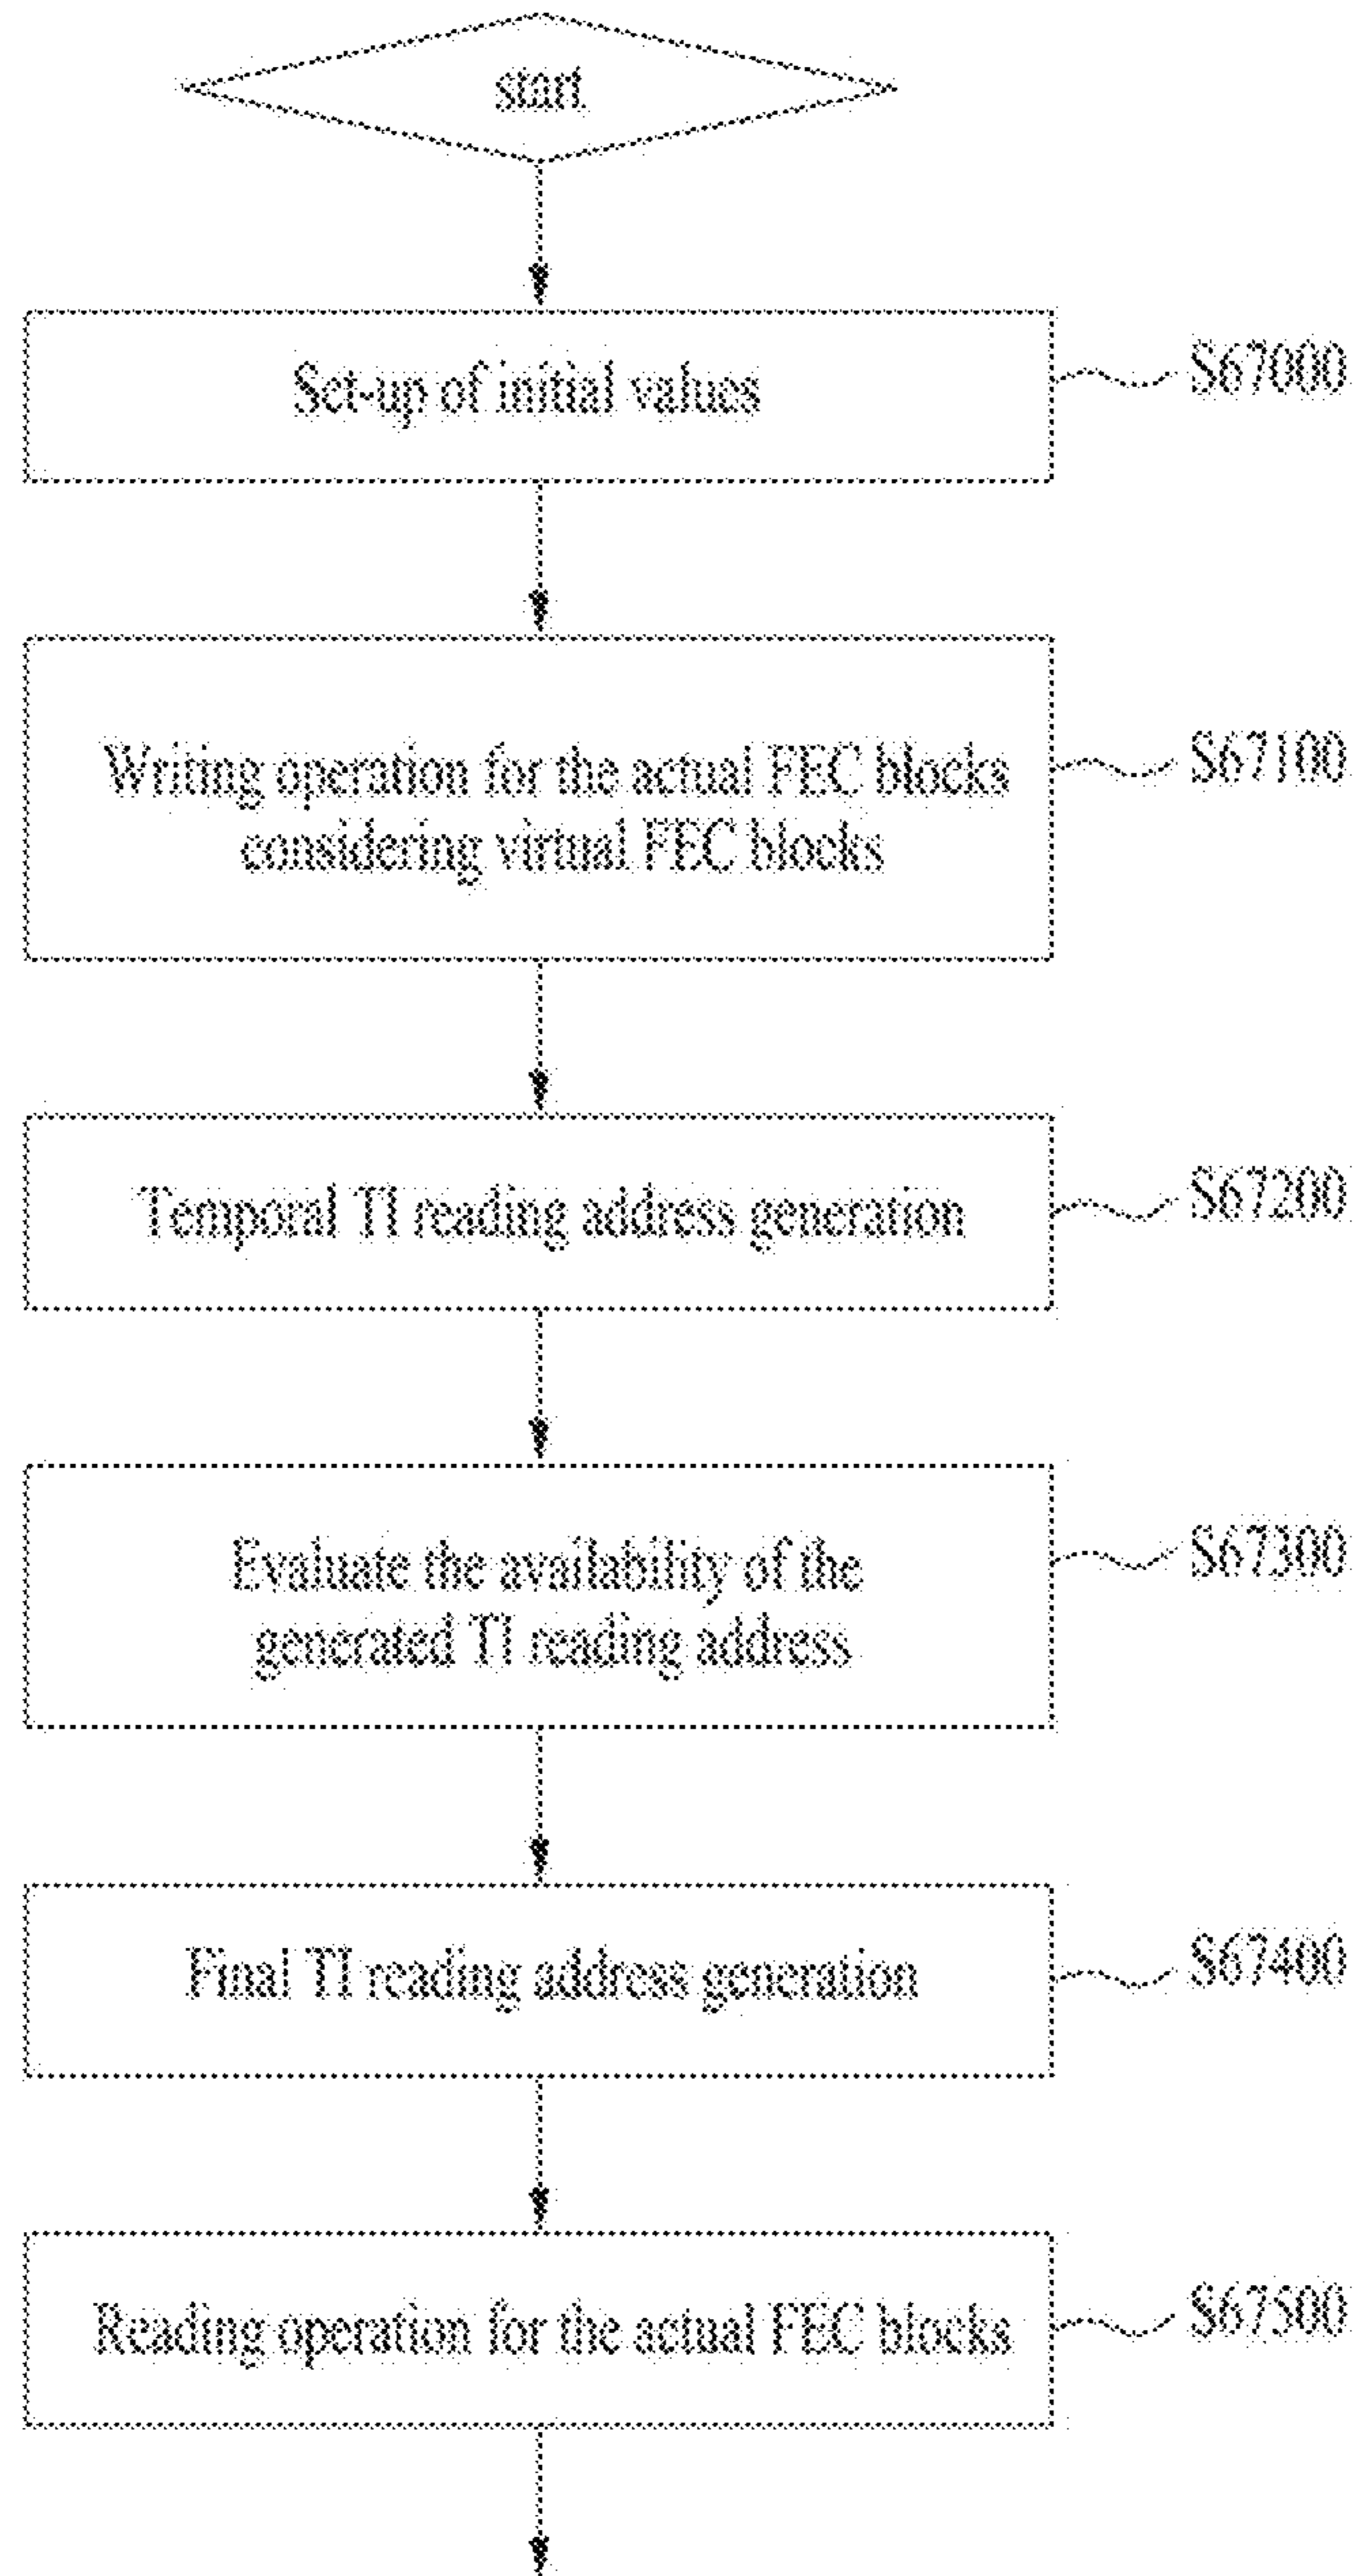 start
Set-up of initial values
S67000
Writing operation for the actual FEC blocks
considering virtual FEC blocks
S67100
Temporal TI reading address generation
S67200
Evaluate the availability of the
generated TI reading address
S67300
Final TI reading address generation
S67400
Reading operation for the actual FEC blocks
S67500